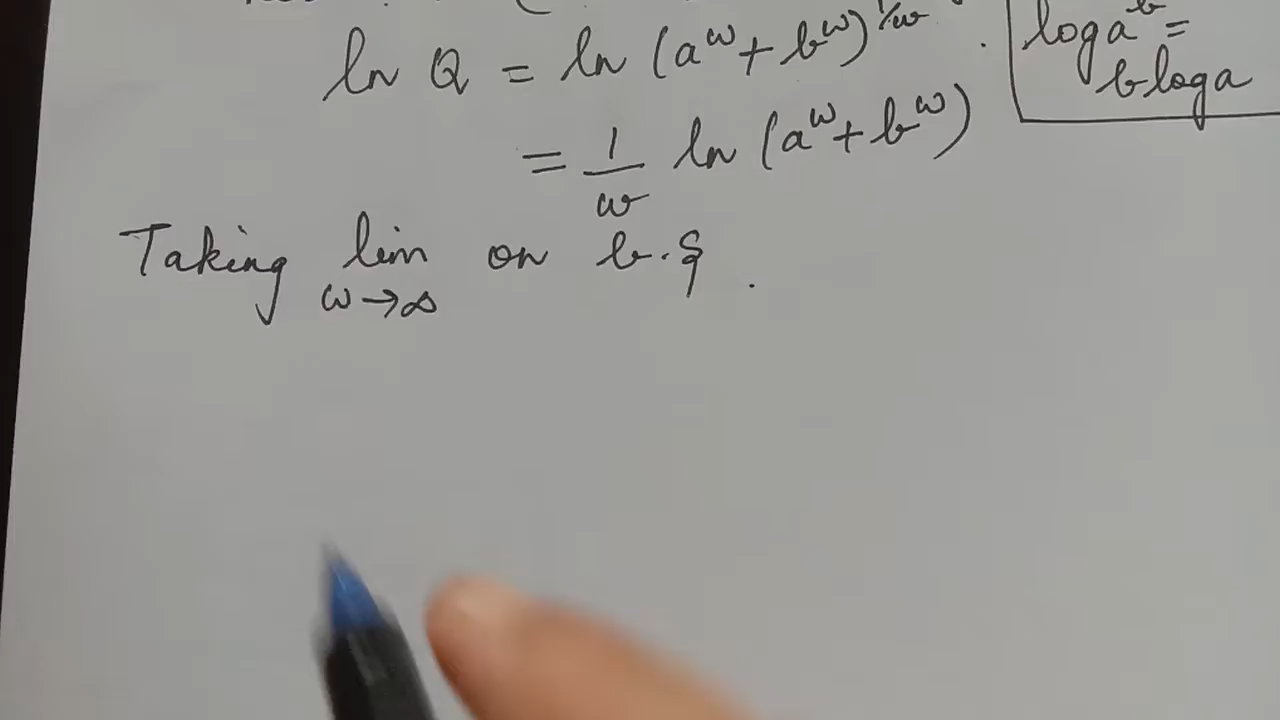 ln Q = ln (a^ω + b^ω)^1/ω .
log a^b =
b log a
= 1/ω ln (a^ω + b^ω)
Taking lim on b.s
ω→∞ .